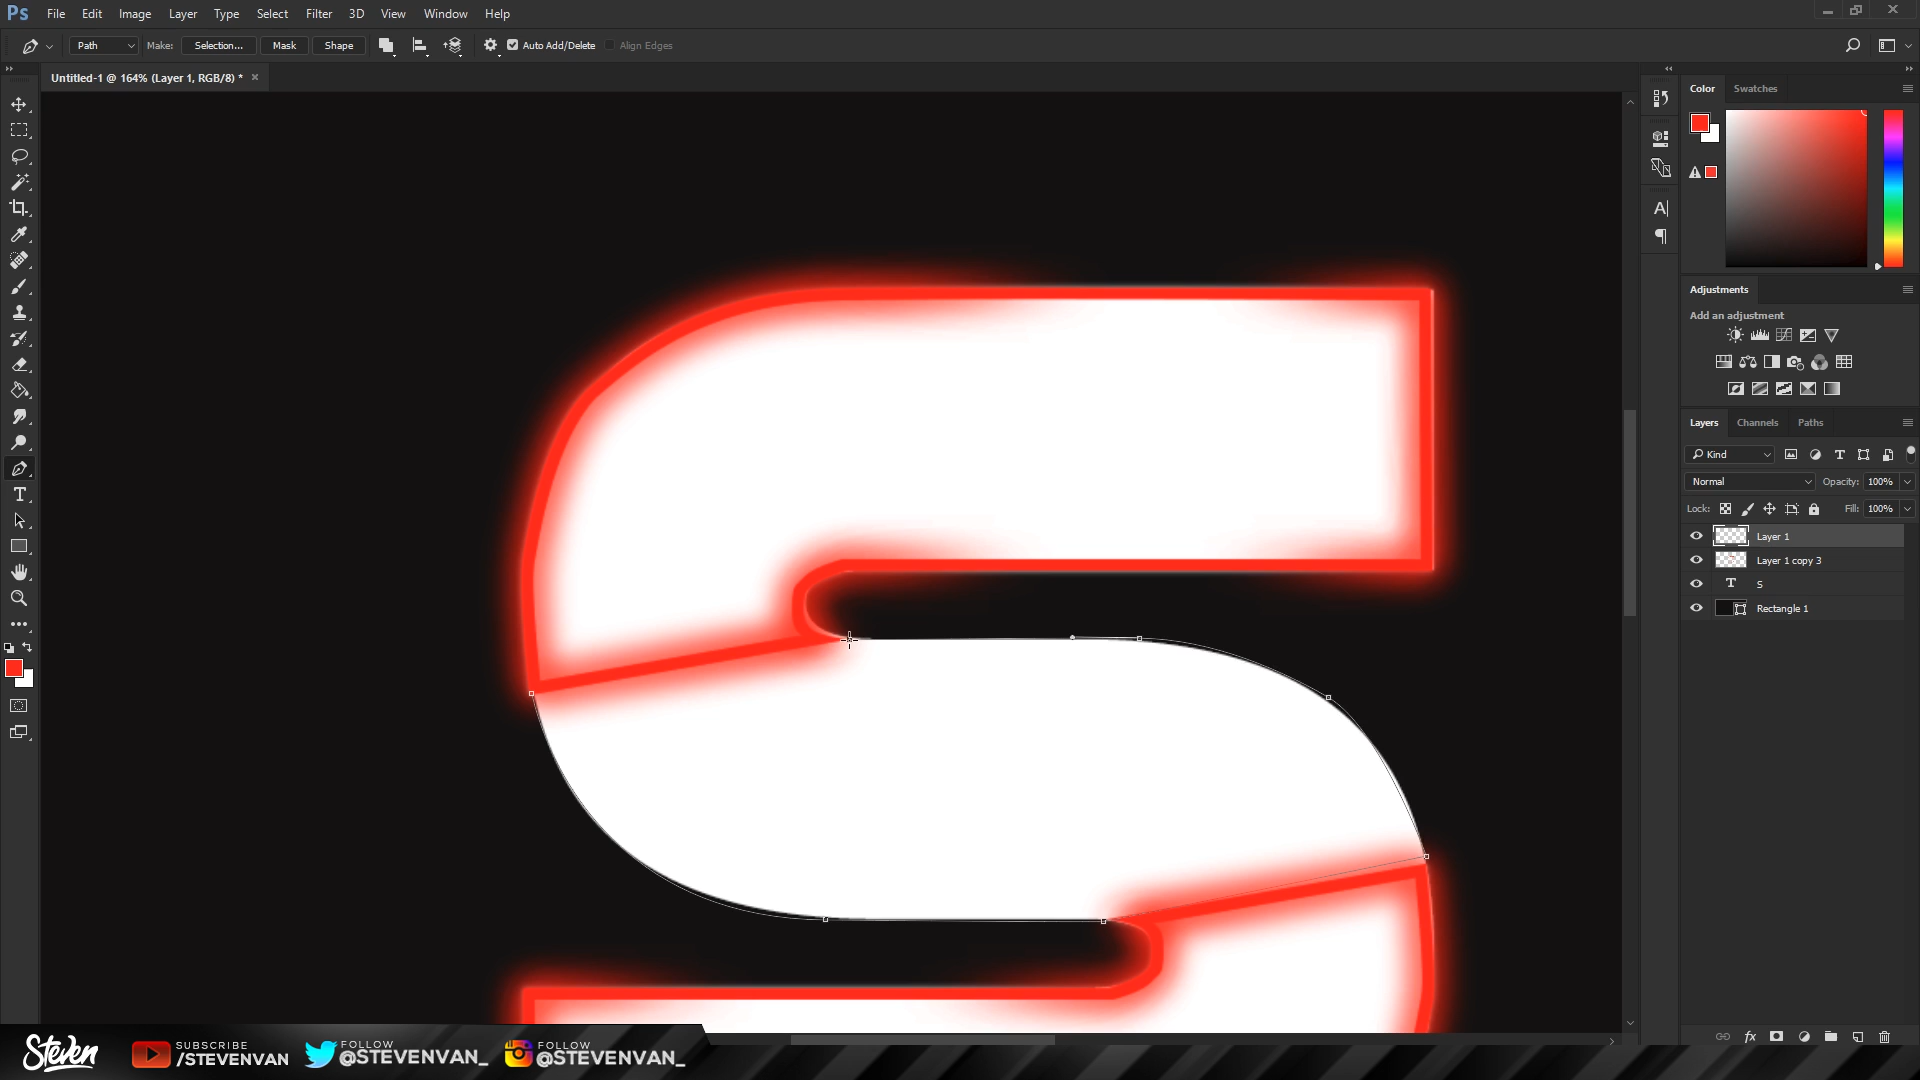 Ps File Edit Image Layer Type Select Filter 3D View Window Help
Path Make: Selection... Mask Shape Auto Add/Delete Align Edges
Untitled-1 @ 164% (Layer 1, RGB/8) *
Color Swatches
Adjustments
Add an adjustment
Layers Channels Paths
Kind
Normal Opacity: 100%
Lock: Fill: 100%
Layer 1
Layer 1 copy 3
S
Rectangle 1
fx
Steven
SUBSCRIBE
/STEVENVAN
FOLLOW
@STEVENVAN_
FOLLOW
@STEVENVAN_